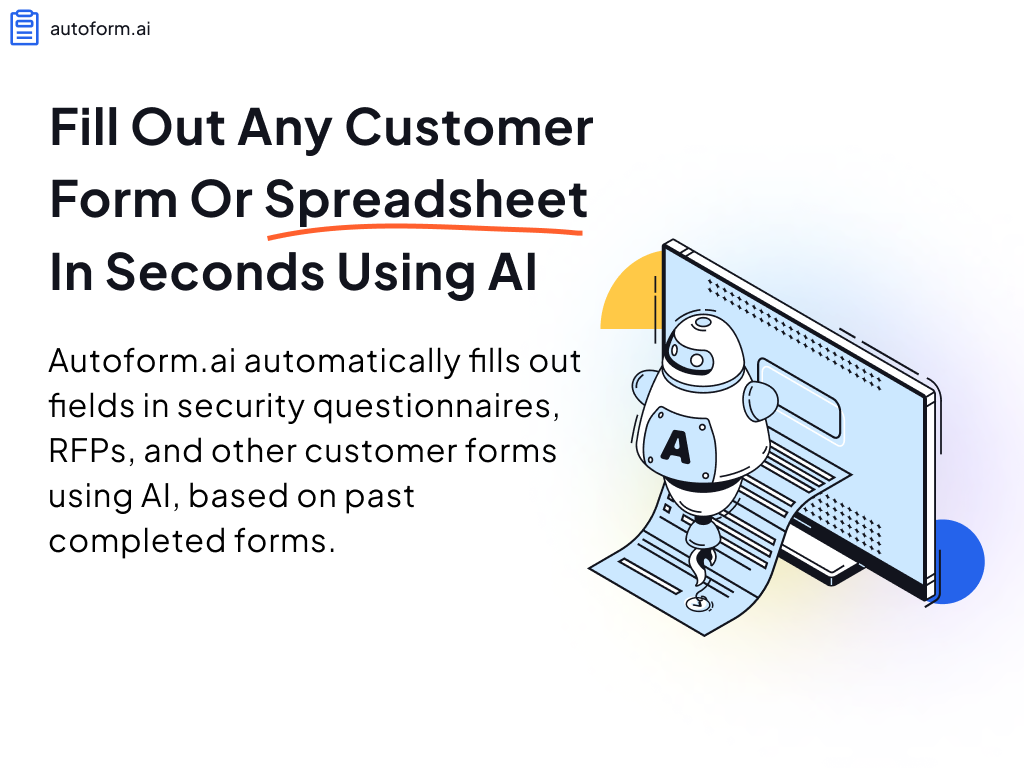 autoform.ai
Fill Out Any Customer
Form Or Spreadsheet
In Seconds Using AI
Autoform.ai automatically fills out
fields in security questionnaires,
RFPs, and other customer forms
using AI, based on past
completed forms.
A